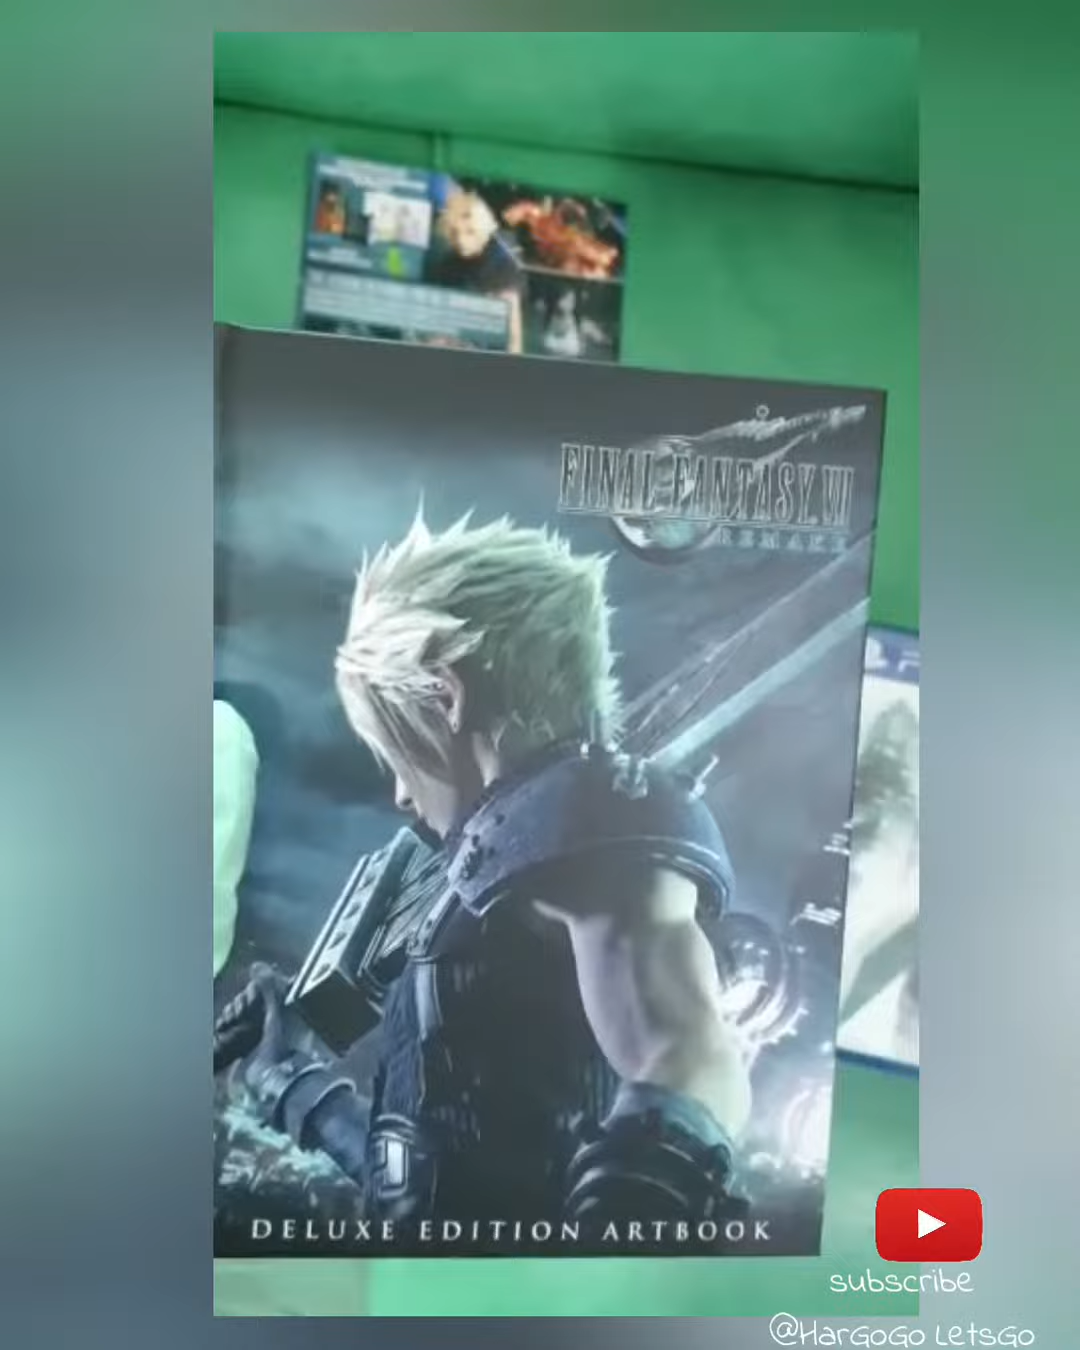 FINAL FANTASY VII
REMAKE
DELUXE EDITION ARTBOOK
subscribe
@HarGoGo LetsGo